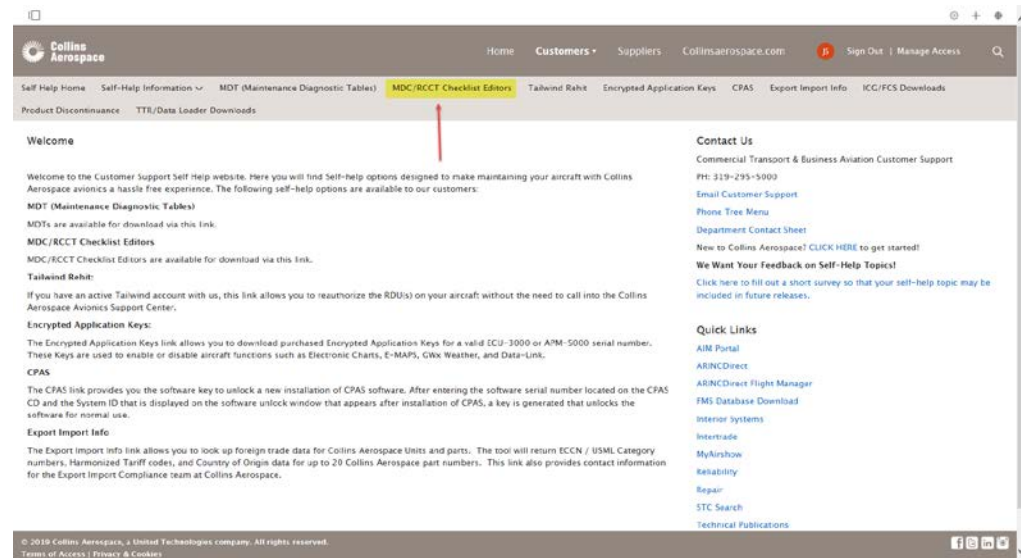 Collins
Aerospace
Home Customers Suppliers Collinsaerospace.com JS Sign Out | Manage Access
Self Help Home Self-Help Information MDT (Maintenance Diagnostic Tables) MDC/RCCT Checklist Editors Tailwind Rehit Encrypted Application Keys CPAS Export Import Info ICG/FCS Downloads
Product Discontinuance TTR/Data Loader Downloads
Welcome
Welcome to the Customer Support Self Help website. Here you will find Self-help options designed to make maintaining your aircraft with Collins
Aerospace avionics a hassle free experience. The following self-help options are available to our customers:
MDT (Maintenance Diagnostic Tables)
MDTs are available for download via this link.
MDC/RCCT Checklist Editors
MDC/RCCT Checklist Editors are available for download via this link.
Tailwind Rehit:
If you have an active Tailwind account with us, this link allows you to reauthorize the RDU(s) on your aircraft without the need to call into the Collins
Aerospace Avionics Support Center.
Encrypted Application Keys:
The Encrypted Application Keys link allows you to download purchased Encrypted Application Keys for a valid ECU-3000 or APM-5000 serial number.
These Keys are used to enable or disable aircraft functions such as Electronic Charts, E-MAPS, GWx Weather, and Data-Link.
CPAS
The CPAS link provides you the software key to unlock a new installation of CPAS software. After entering the software serial number located on the CPAS
CD and the System ID that is displayed on the software unlock window that appears after installation of CPAS, a key is generated that unlocks the
software for normal use.
Export Import Info
The Export Import Info link allows you to look up foreign trade data for Collins Aerospace Units and parts. The tool will return ECCN / USML Category
numbers, Harmonized Tariff codes, and Country of Origin data for up to 20 Collins Aerospace part numbers. This link also provides contact information
for the Export Import Compliance team at Collins Aerospace.
Contact Us
Commercial Transport & Business Aviation Customer Support
PH: 319-295-5000
Email Customer Support
Phone Tree Menu
Department Contact Sheet
New to Collins Aerospace? CLICK HERE to get started!
We Want Your Feedback on Self-Help Topics!
Click here to fill out a short survey so that your self-help topic may be
included in future releases.
Quick Links
AIM Portal
ARINCDirect
ARINCDirect Flight Manager
FMS Database Download
Interior Systems
Intertrade
MyAirshow
Reliability
Repair
STC Search
Technical Publications
© 2019 Collins Aerospace, a United Technologies company. All rights reserved.
Terms of Access | Privacy & Cookies